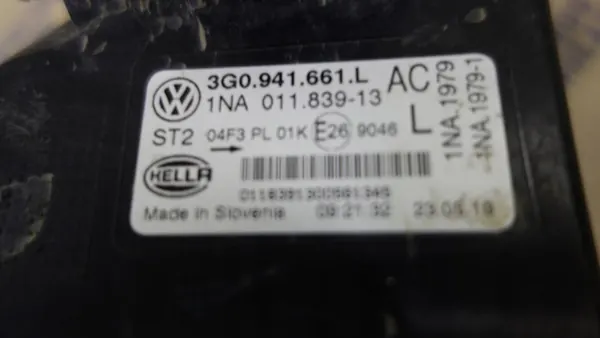 3G0.941.661.L AC
1NA 011.839-13
ST2 04F3 PL 01K E26 9046 L
HELLA
Made in Slovenia 09:21:32 23.05.19
1NA.1979
1NA.1979-1